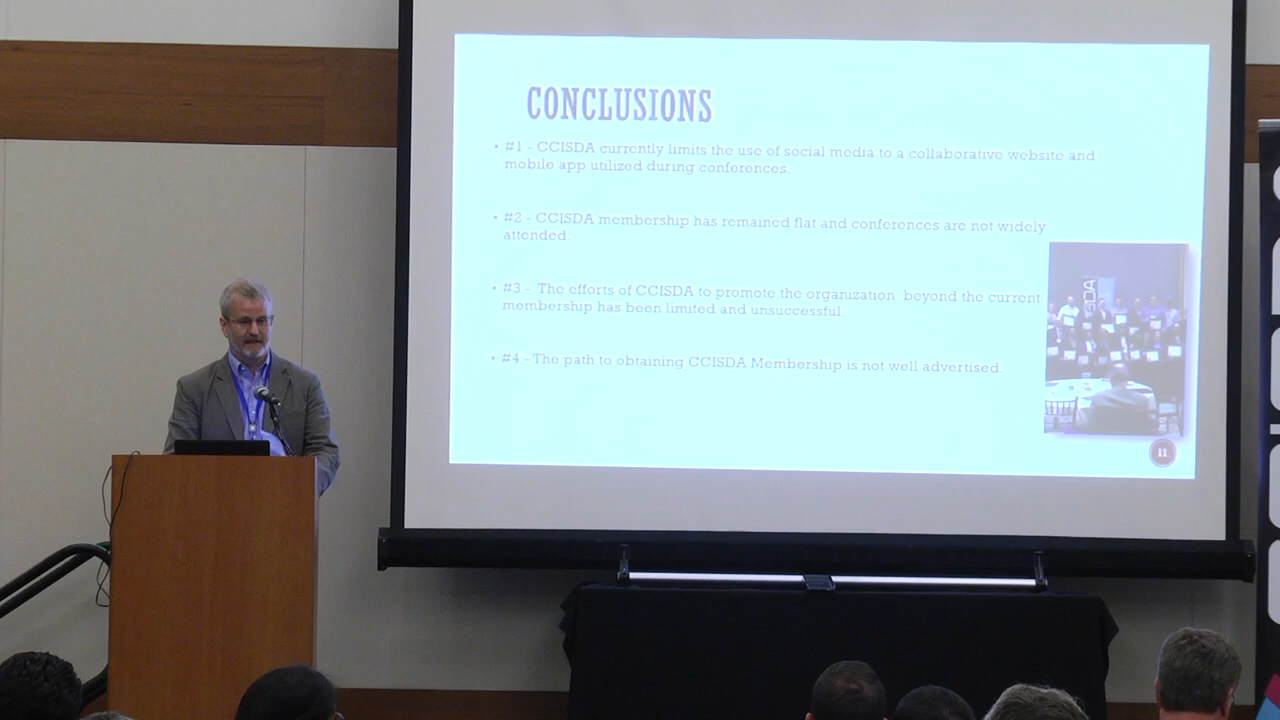 CONCLUSIONS
• #1 - CCISDA currently limits the use of social media to a collaborative website and
mobile app utilized during conferences.
• #2 - CCISDA membership has remained flat and conferences are not widely
attended.
• #3 - The efforts of CCISDA to promote the organization beyond the current
membership has been limited and unsuccessful.
• #4 - The path to obtaining CCISDA Membership is not well advertised.
11